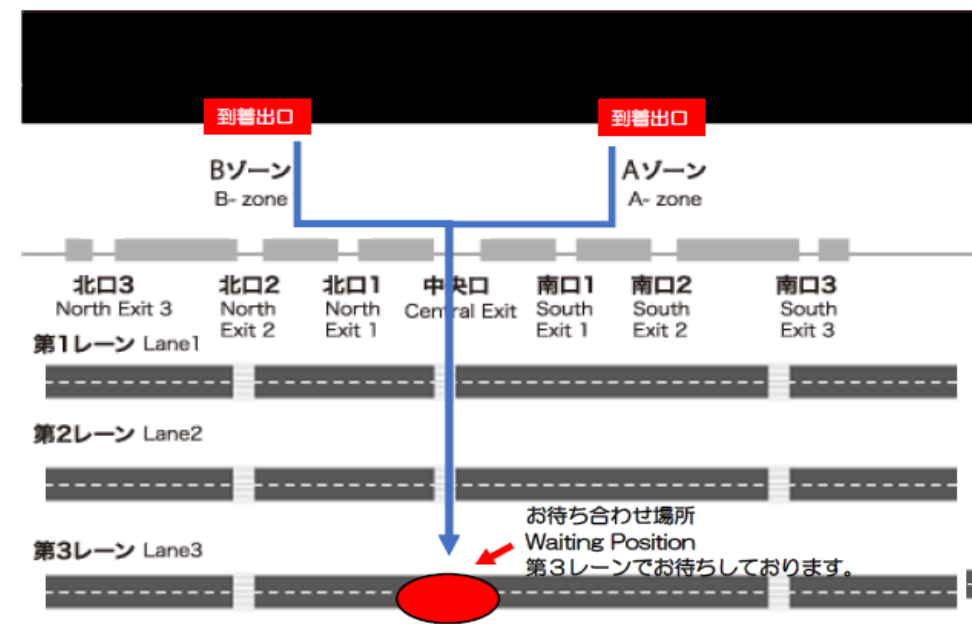 到着出口
到着出口
Bゾーン
B- zone
Aゾーン
A- zone
北口3
North Exit 3
北口2
North
Exit 2
北口1
North
Exit 1
中央口
Central Exit
南口1
South
Exit 1
南口2
South
Exit 2
南口3
South
Exit 3
第1レーン Lane1
第2レーン Lane2
お待ち合わせ場所
Waiting Position
第３レーンでお待ちしております。
第3レーン Lane3